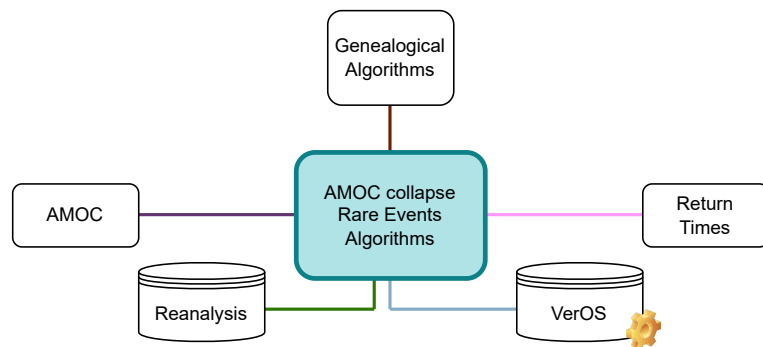 Genealogical
Algorithms
AMOC
AMOC collapse
Rare Events
Algorithms
Return
Times
Reanalysis
VerOS